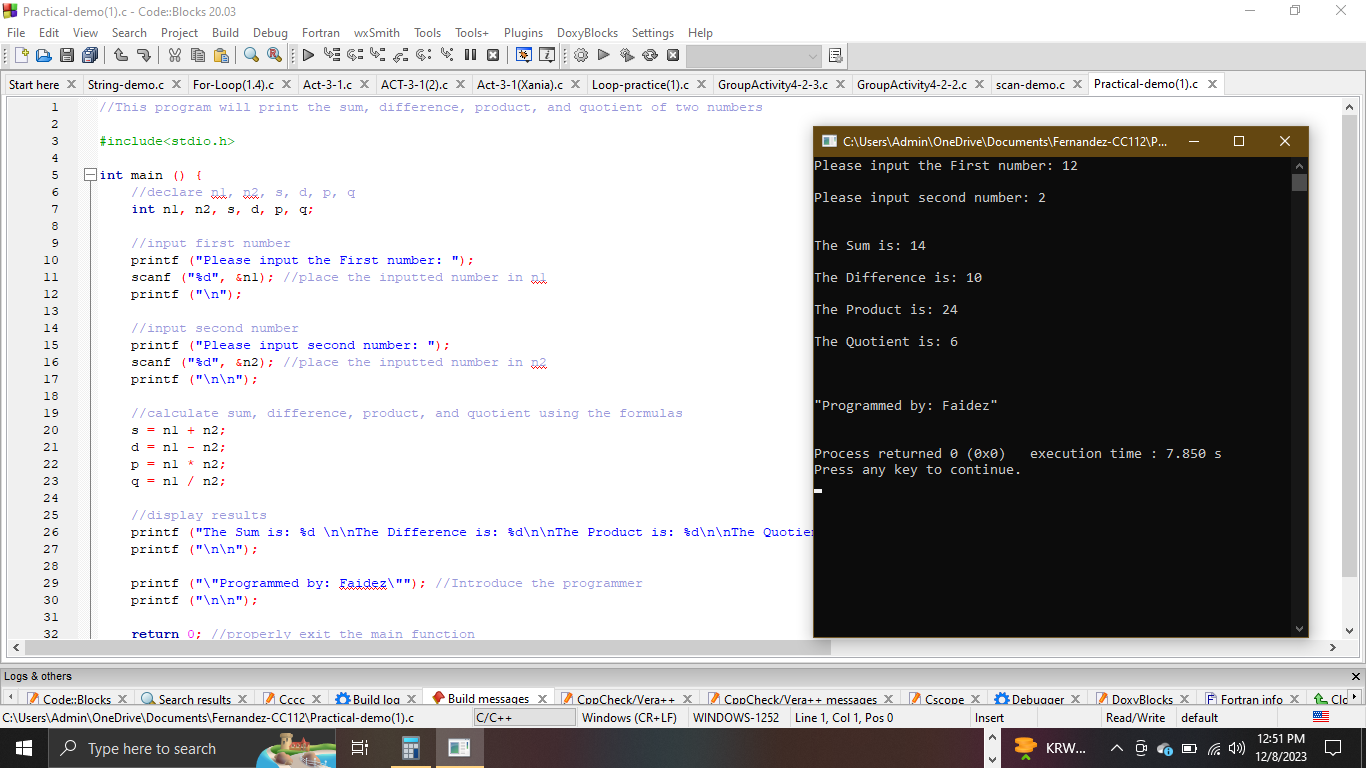 Practical-demo(1).c - Code::Blocks 20.03
File Edit View Search Project Build Debug Fortran wxSmith Tools Tools+ Plugins DoxyBlocks Settings Help
Start here String-demo.c For-Loop(1.4).c Act-3-1.c ACT-3-1(2).c Act-3-1(Xania).c Loop-practice(1).c GroupActivity4-2-3.c GroupActivity4-2-2.c scan-demo.c Practical-demo(1).c
1 //This program will print the sum, difference, product, and quotient of two numbers
2
3 #include<stdio.h>
4
5 int main () {
6 //declare n1, n2, s, d, p, q
7 int n1, n2, s, d, p, q;
8
9 //input first number
10 printf ("Please input the First number: ");
11 scanf ("%d", &n1); //place the inputted number in n1
12 printf ("\n");
13
14 //input second number
15 printf ("Please input second number: ");
16 scanf ("%d", &n2); //place the inputted number in n2
17 printf ("\n\n");
18
19 //calculate sum, difference, product, and quotient using the formulas
20 s = n1 + n2;
21 d = n1 - n2;
22 p = n1 * n2;
23 q = n1 / n2;
24
25 //display results
26 printf ("The Sum is: %d \n\nThe Difference is: %d\n\nThe Product is: %d\n\nThe Quotie
27 printf ("\n\n");
28
29 printf ("\"Programmed by: Faidez\""); //Introduce the programmer
30 printf ("\n\n");
31
32 return 0; //properly exit the main function
C:\Users\Admin\OneDrive\Documents\Fernandez-CC112\P...
Please input the First number: 12
Please input second number: 2
The Sum is: 14
The Difference is: 10
The Product is: 24
The Quotient is: 6
"Programmed by: Faidez"
Process returned 0 (0x0)   execution time : 7.850 s
Press any key to continue.
Logs & others
Code::Blocks Search results Cccc Build log Build messages CppCheck/Vera++ CppCheck/Vera++ messages Cscope Debugger DoxyBlocks Fortran info Clo
C:\Users\Admin\OneDrive\Documents\Fernandez-CC112\Practical-demo(1).c C/C++ Windows (CR+LF) WINDOWS-1252 Line 1, Col 1, Pos 0 Insert Read/Write default
Type here to search KRW... 12:51 PM
12/8/2023